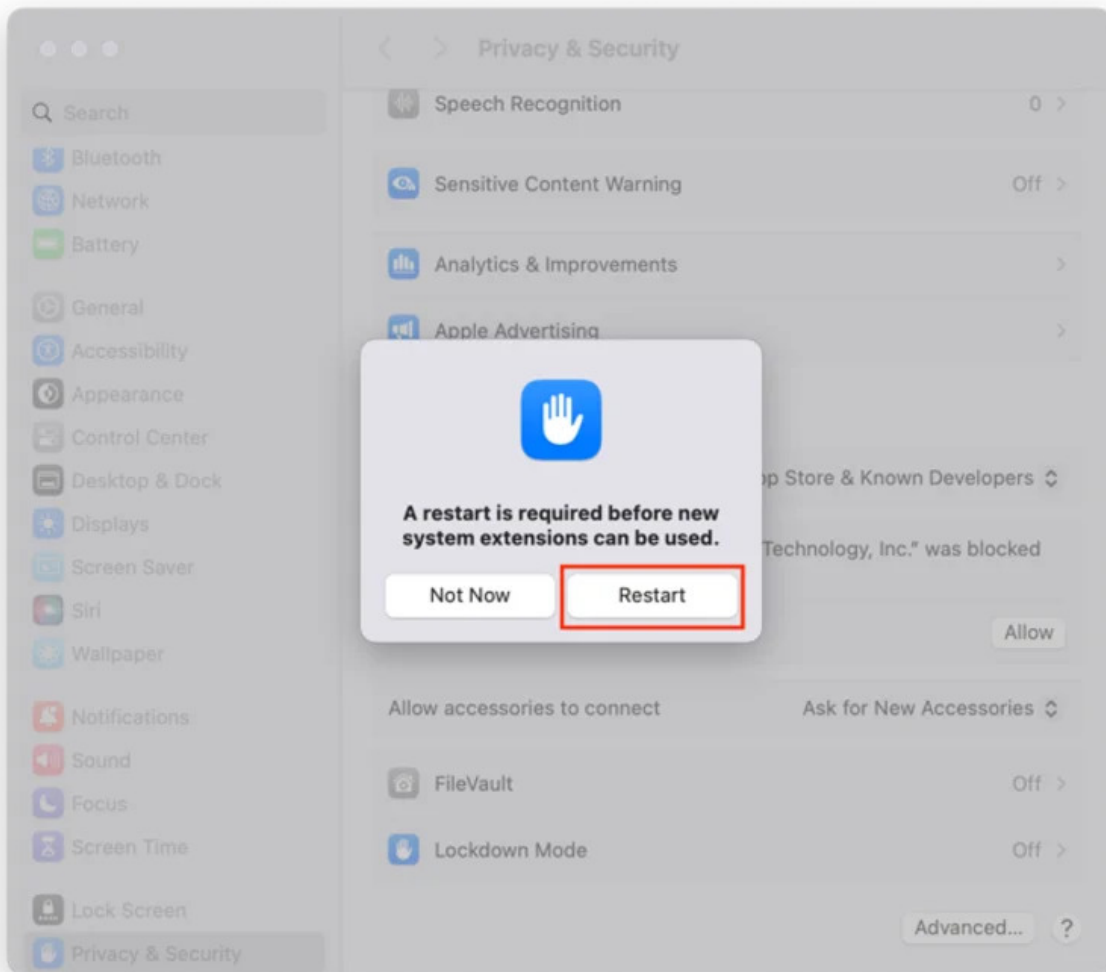 Privacy & Security
Search
Bluetooth
Network
Battery
General
Accessibility
Appearance
Control Center
Desktop & Dock
Displays
Screen Saver
Siri
Wallpaper
Notifications
Sound
Focus
Screen Time
Lock Screen
Privacy & Security
Speech Recognition 0
Sensitive Content Warning Off
Analytics & Improvements
Apple Advertising
A restart is required before new
system extensions can be used.
Not Now Restart
Store & Known Developers
Technology, Inc." was blocked
Allow
Allow accessories to connect Ask for New Accessories
FileVault Off
Lockdown Mode Off
Advanced... ?